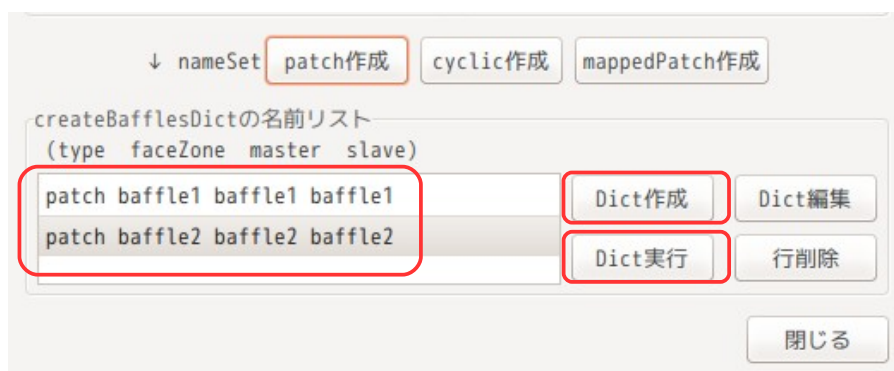 ↓ nameSet patch作成 cyclic作成 mappedPatch作成
createBafflesDictの名前リスト
(type faceZone master slave)
patch baffle1 baffle1 baffle1 Dict作成 Dict編集
patch baffle2 baffle2 baffle2
Dict実行 行削除
閉じる